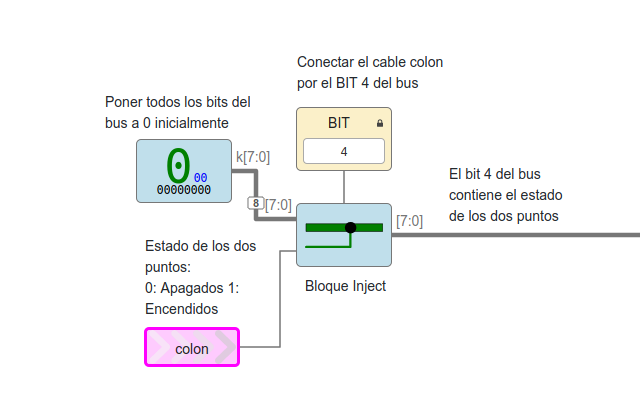 Conectar el cable colon
por el BIT 4 del bus
Poner todos los bits del
bus a 0 inicialmente
BIT
4
0
00
00000000
k[7:0]
8
[7:0]
[7:0]
El bit 4 del bus
contiene el estado
de los dos puntos
Estado de los dos
puntos:
0: Apagados 1:
Encendidos
Bloque Inject
colon